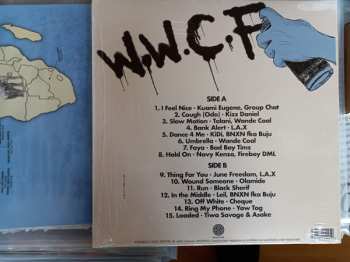 W.W.C.F
SIDE A
1. I Feel Nice - Kuami Eugene, Group Chat
2. Cough (Odo) - Kizz Daniel
3. Slow Motion - Tolani, Wande Coal
4. Bank Alert - L.A.X
5. Dance 4 Me - KiDi, BNXN fka Buju
6. Umbrella - Wande Coal
7. Faya - Bad Boy Timz
8. Hold On - Navy Kenzo, Fireboy DML
SIDE B
9. Thing For You - June Freedom, L.A.X
10. Wound Someone - Olamide
11. Run - Black Sherif
12. In the Middle - Leil, BNXN fka Buju
13. Off White - Cheque
14. Ring My Phone - Yaw Tog
15. Loaded - Tiwa Savage & Asake